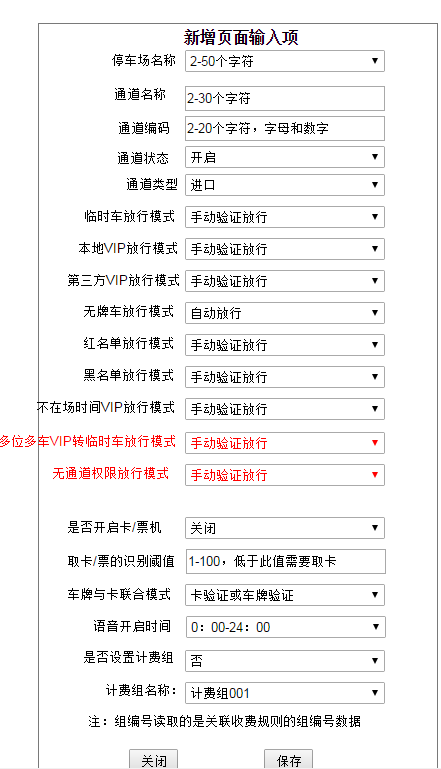 新增页面输入项
停车场名称 2-50个字符
通道名称 2-30个字符
通道编码 2-20个字符，字母和数字
通道状态 开启
通道类型 进口
临时车放行模式 手动验证放行
本地VIP放行模式 手动验证放行
第三方VIP放行模式 手动验证放行
无牌车放行模式 自动放行
红名单放行模式 手动验证放行
黑名单放行模式 手动验证放行
不在场时间VIP放行模式 手动验证放行
多位多车VIP转临时车放行模式 手动验证放行
无通道权限放行模式 手动验证放行
是否开启卡/票机 关闭
取卡/票的识别阈值 1-100，低于此值需要取卡
车牌与卡联合模式 卡验证或车牌验证
语音开启时间 0：00-24：00
是否设置计费组 否
计费组名称： 计费组001
注：组编号读取的是关联收费规则的组编号数据
关闭 保存